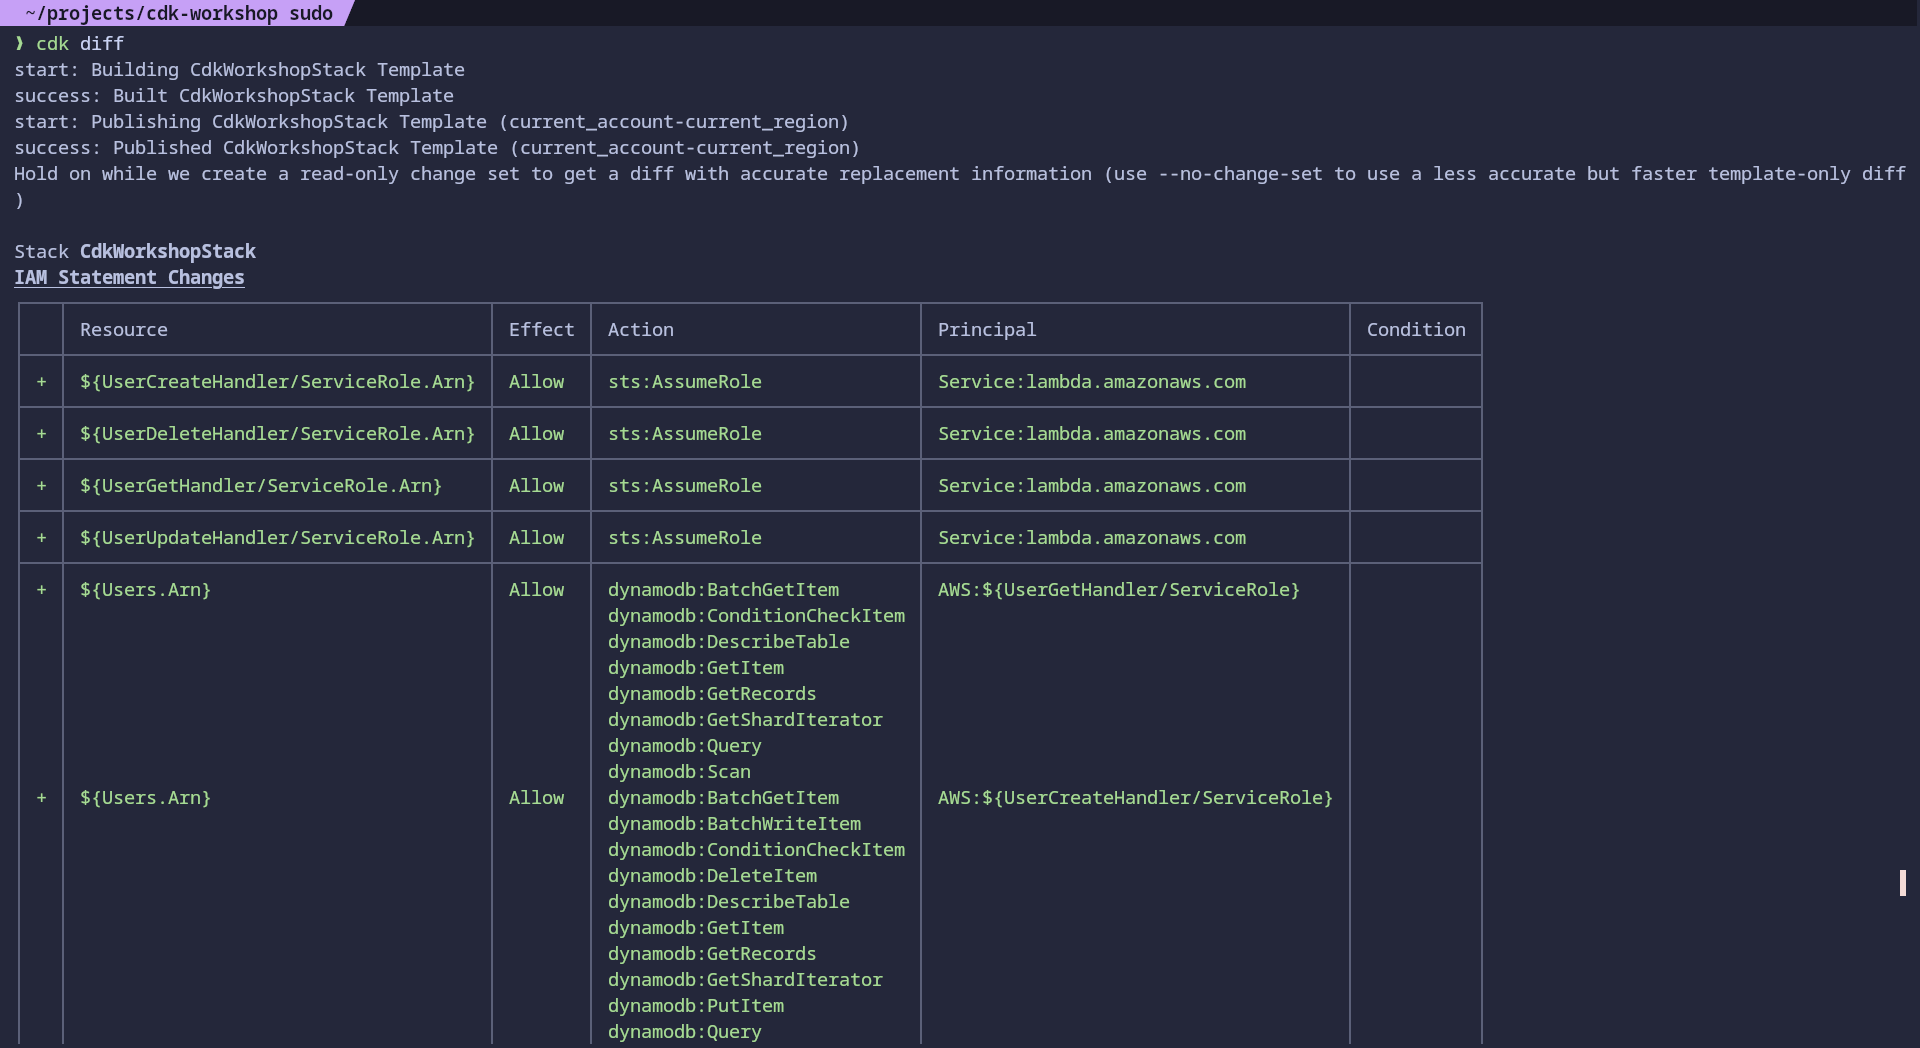 ~/projects/cdk-workshop sudo
❱ cdk diff
start: Building CdkWorkshopStack Template
success: Built CdkWorkshopStack Template
start: Publishing CdkWorkshopStack Template (current_account-current_region)
success: Published CdkWorkshopStack Template (current_account-current_region)
Hold on while we create a read-only change set to get a diff with accurate replacement information (use --no-change-set to use a less accurate but faster template-only diff
)
Stack CdkWorkshopStack
IAM Statement Changes
Resource Effect Action Principal Condition
+ ${UserCreateHandler/ServiceRole.Arn} Allow sts:AssumeRole Service:lambda.amazonaws.com
+ ${UserDeleteHandler/ServiceRole.Arn} Allow sts:AssumeRole Service:lambda.amazonaws.com
+ ${UserGetHandler/ServiceRole.Arn} Allow sts:AssumeRole Service:lambda.amazonaws.com
+ ${UserUpdateHandler/ServiceRole.Arn} Allow sts:AssumeRole Service:lambda.amazonaws.com
+ ${Users.Arn} Allow dynamodb:BatchGetItem AWS:${UserGetHandler/ServiceRole}
dynamodb:ConditionCheckItem
dynamodb:DescribeTable
dynamodb:GetItem
dynamodb:GetRecords
dynamodb:GetShardIterator
dynamodb:Query
dynamodb:Scan
+ ${Users.Arn} Allow dynamodb:BatchGetItem AWS:${UserCreateHandler/ServiceRole}
dynamodb:BatchWriteItem
dynamodb:ConditionCheckItem
dynamodb:DeleteItem
dynamodb:DescribeTable
dynamodb:GetItem
dynamodb:GetRecords
dynamodb:GetShardIterator
dynamodb:PutItem
dynamodb:Query